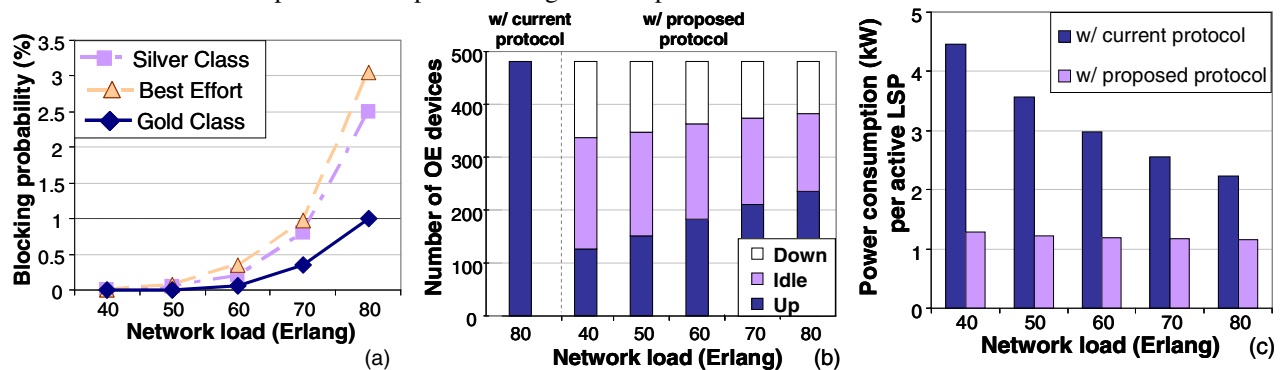 Blocking probability (%)
3.5
3
2.5
2
1.5
1
0.5
0
Silver Class
Best Effort
Gold Class
40 50 60 70 80
Network load (Erlang)
(a)
w/ current
protocol
w/ proposed
protocol
Number of OE devices
500
400
300
200
100
0
Down
Idle
Up
80 40 50 60 70 80
Network load (Erlang)
(b)
Power consumption (kW)
per active LSP
5
4
3
2
1
0
w/ current protocol
w/ proposed protocol
40 50 60 70 80
Network load (Erlang)
(c)